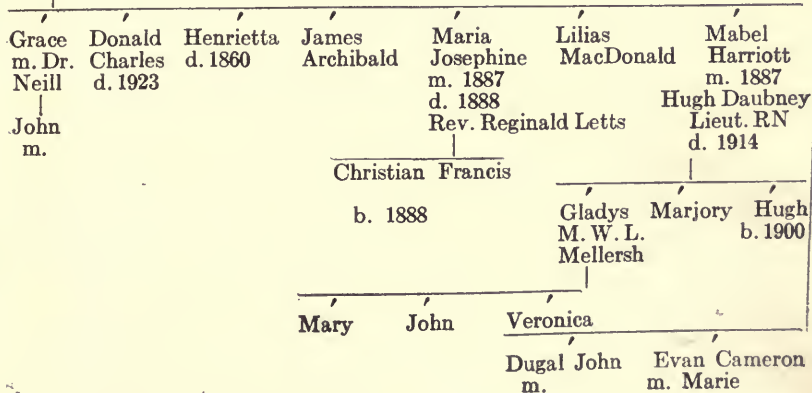 Grace Donald Henrietta James Maria Lilias Mabel
m. Dr. Charles d. 1860 Archibald Josephine MacDonald Harriott
Neill d. 1923 m. 1887 m. 1887
d. 1888 Hugh Daubney
John Rev. Reginald Letts Lieut. RN
m. d. 1914
Christian Francis
b. 1888 Gladys Marjory Hugh
M. W. L. b. 1900
Mellersh
Mary John Veronica
Dugal John Evan Cameron
m. m. Marie